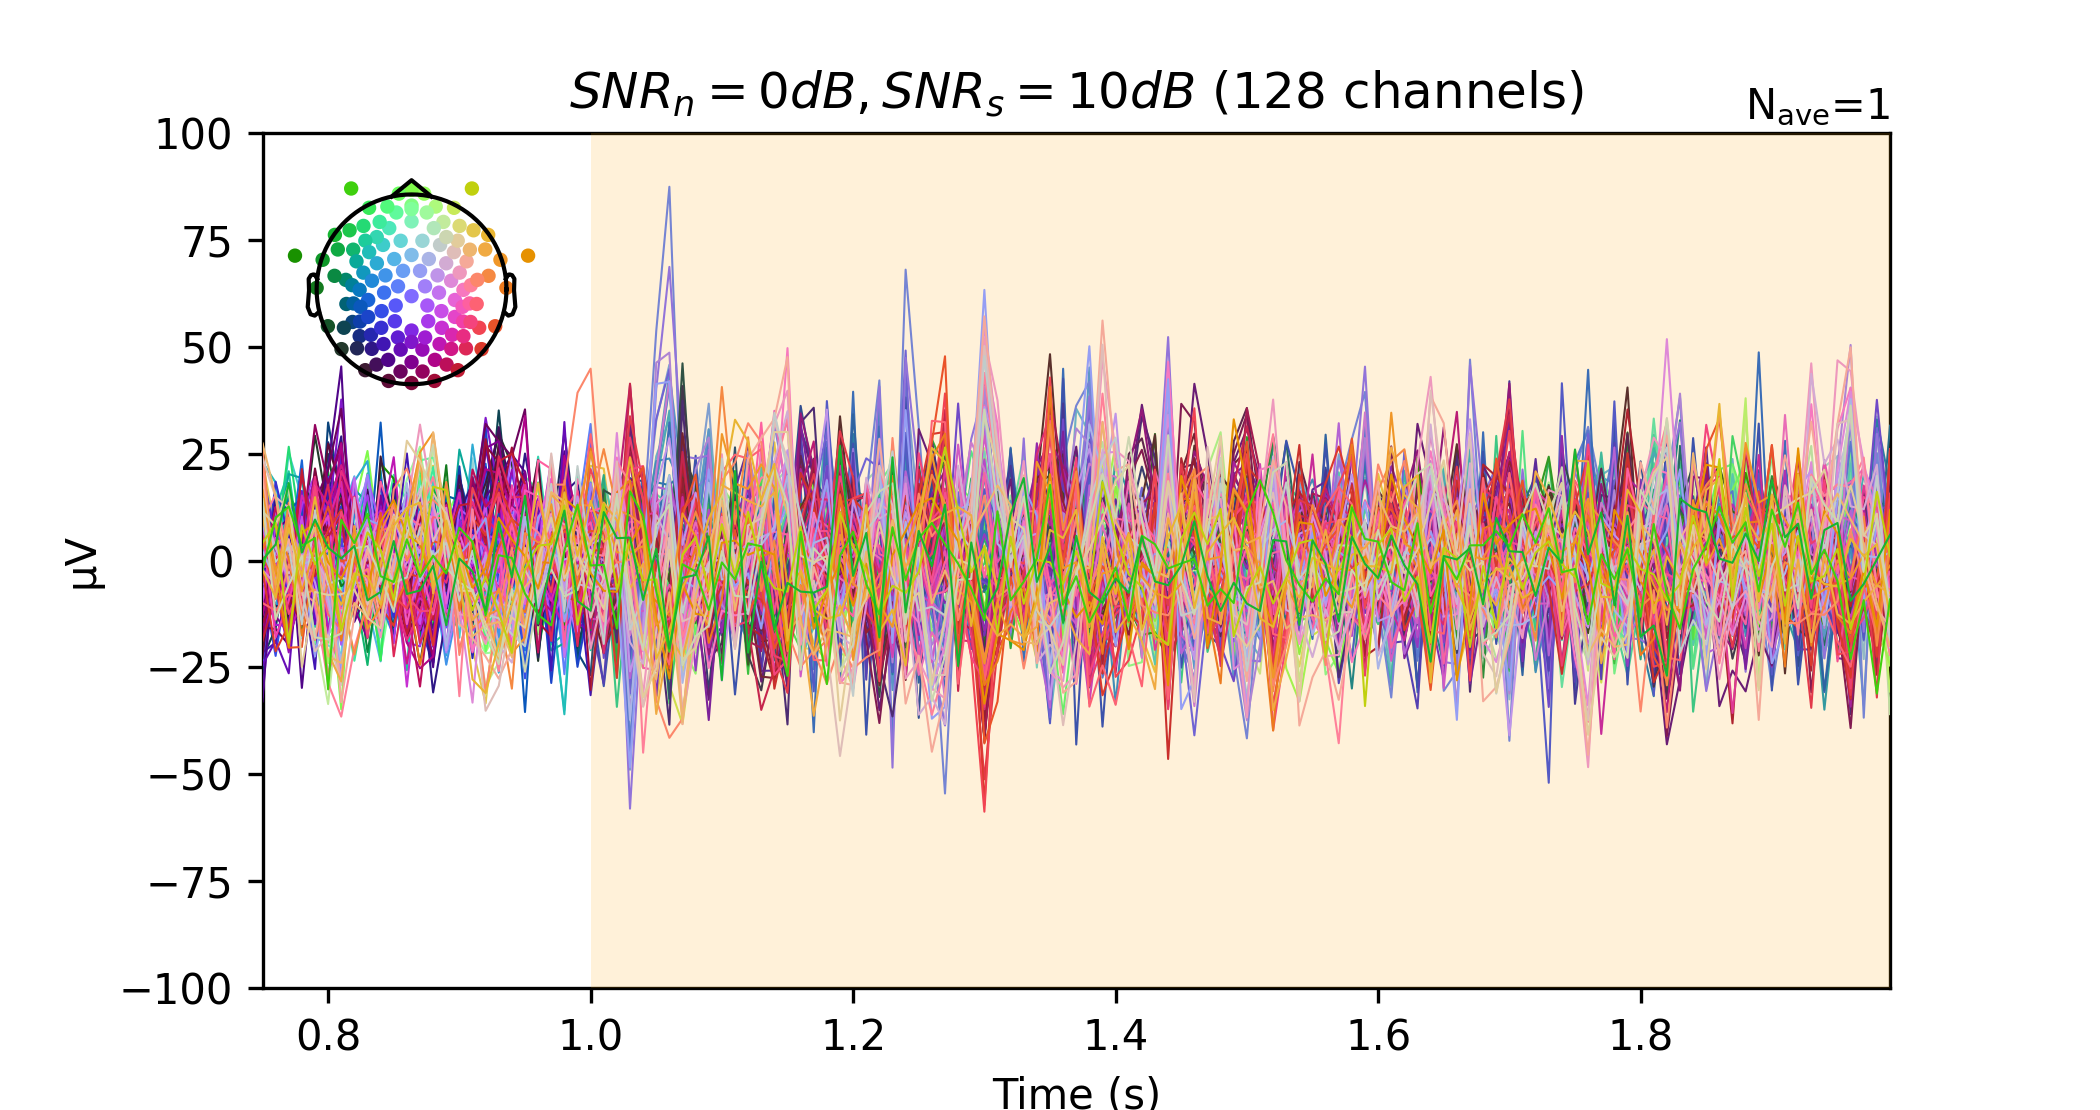 SNRn = 0dB, SNRs = 10dB (128 channels)
Nave=1
100
75
50
25
0
−25
−50
−75
−100
µV
0.8 1.0 1.2 1.4 1.6 1.8
Time (s)